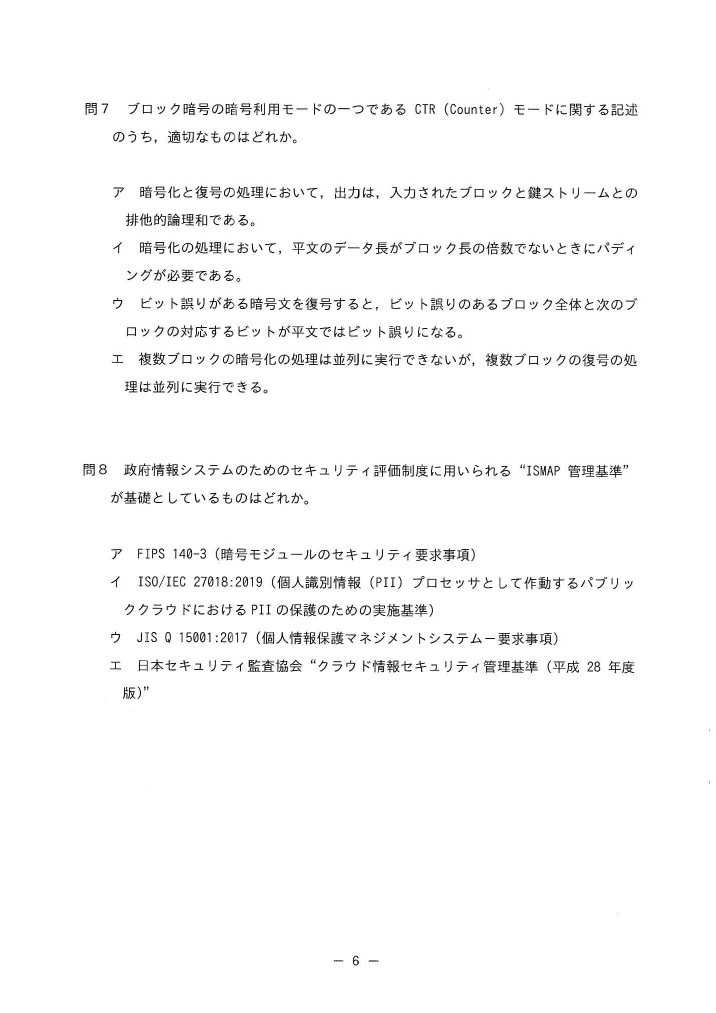 問７　ブロック暗号の暗号利用モードの一つである CTR（Counter）モードに関する記述
のうち，適切なものはどれか。
ア　暗号化と復号の処理において，出力は，入力されたブロックと鍵ストリームとの
排他的論理和である。
イ　暗号化の処理において，平文のデータ長がブロック長の倍数でないときにパディ
ングが必要である。
ウ　ビット誤りがある暗号文を復号すると，ビット誤りのあるブロック全体と次のブ
ロックの対応するビットが平文ではビット誤りになる。
エ　複数ブロックの暗号化の処理は並列に実行できないが，複数ブロックの復号の処
理は並列に実行できる。
問８　政府情報システムのためのセキュリティ評価制度に用いられる“ISMAP 管理基準”
が基礎としているものはどれか。
ア　FIPS 140-3（暗号モジュールのセキュリティ要求事項）
イ　ISO/IEC 27018:2019（個人識別情報（PII）プロセッサとして作動するパブリッ
ククラウドにおける PII の保護のための実施基準）
ウ　JIS Q 15001:2017（個人情報保護マネジメントシステム－要求事項）
エ　日本セキュリティ監査協会“クラウド情報セキュリティ管理基準（平成 28 年度
版）”
－ 6 －